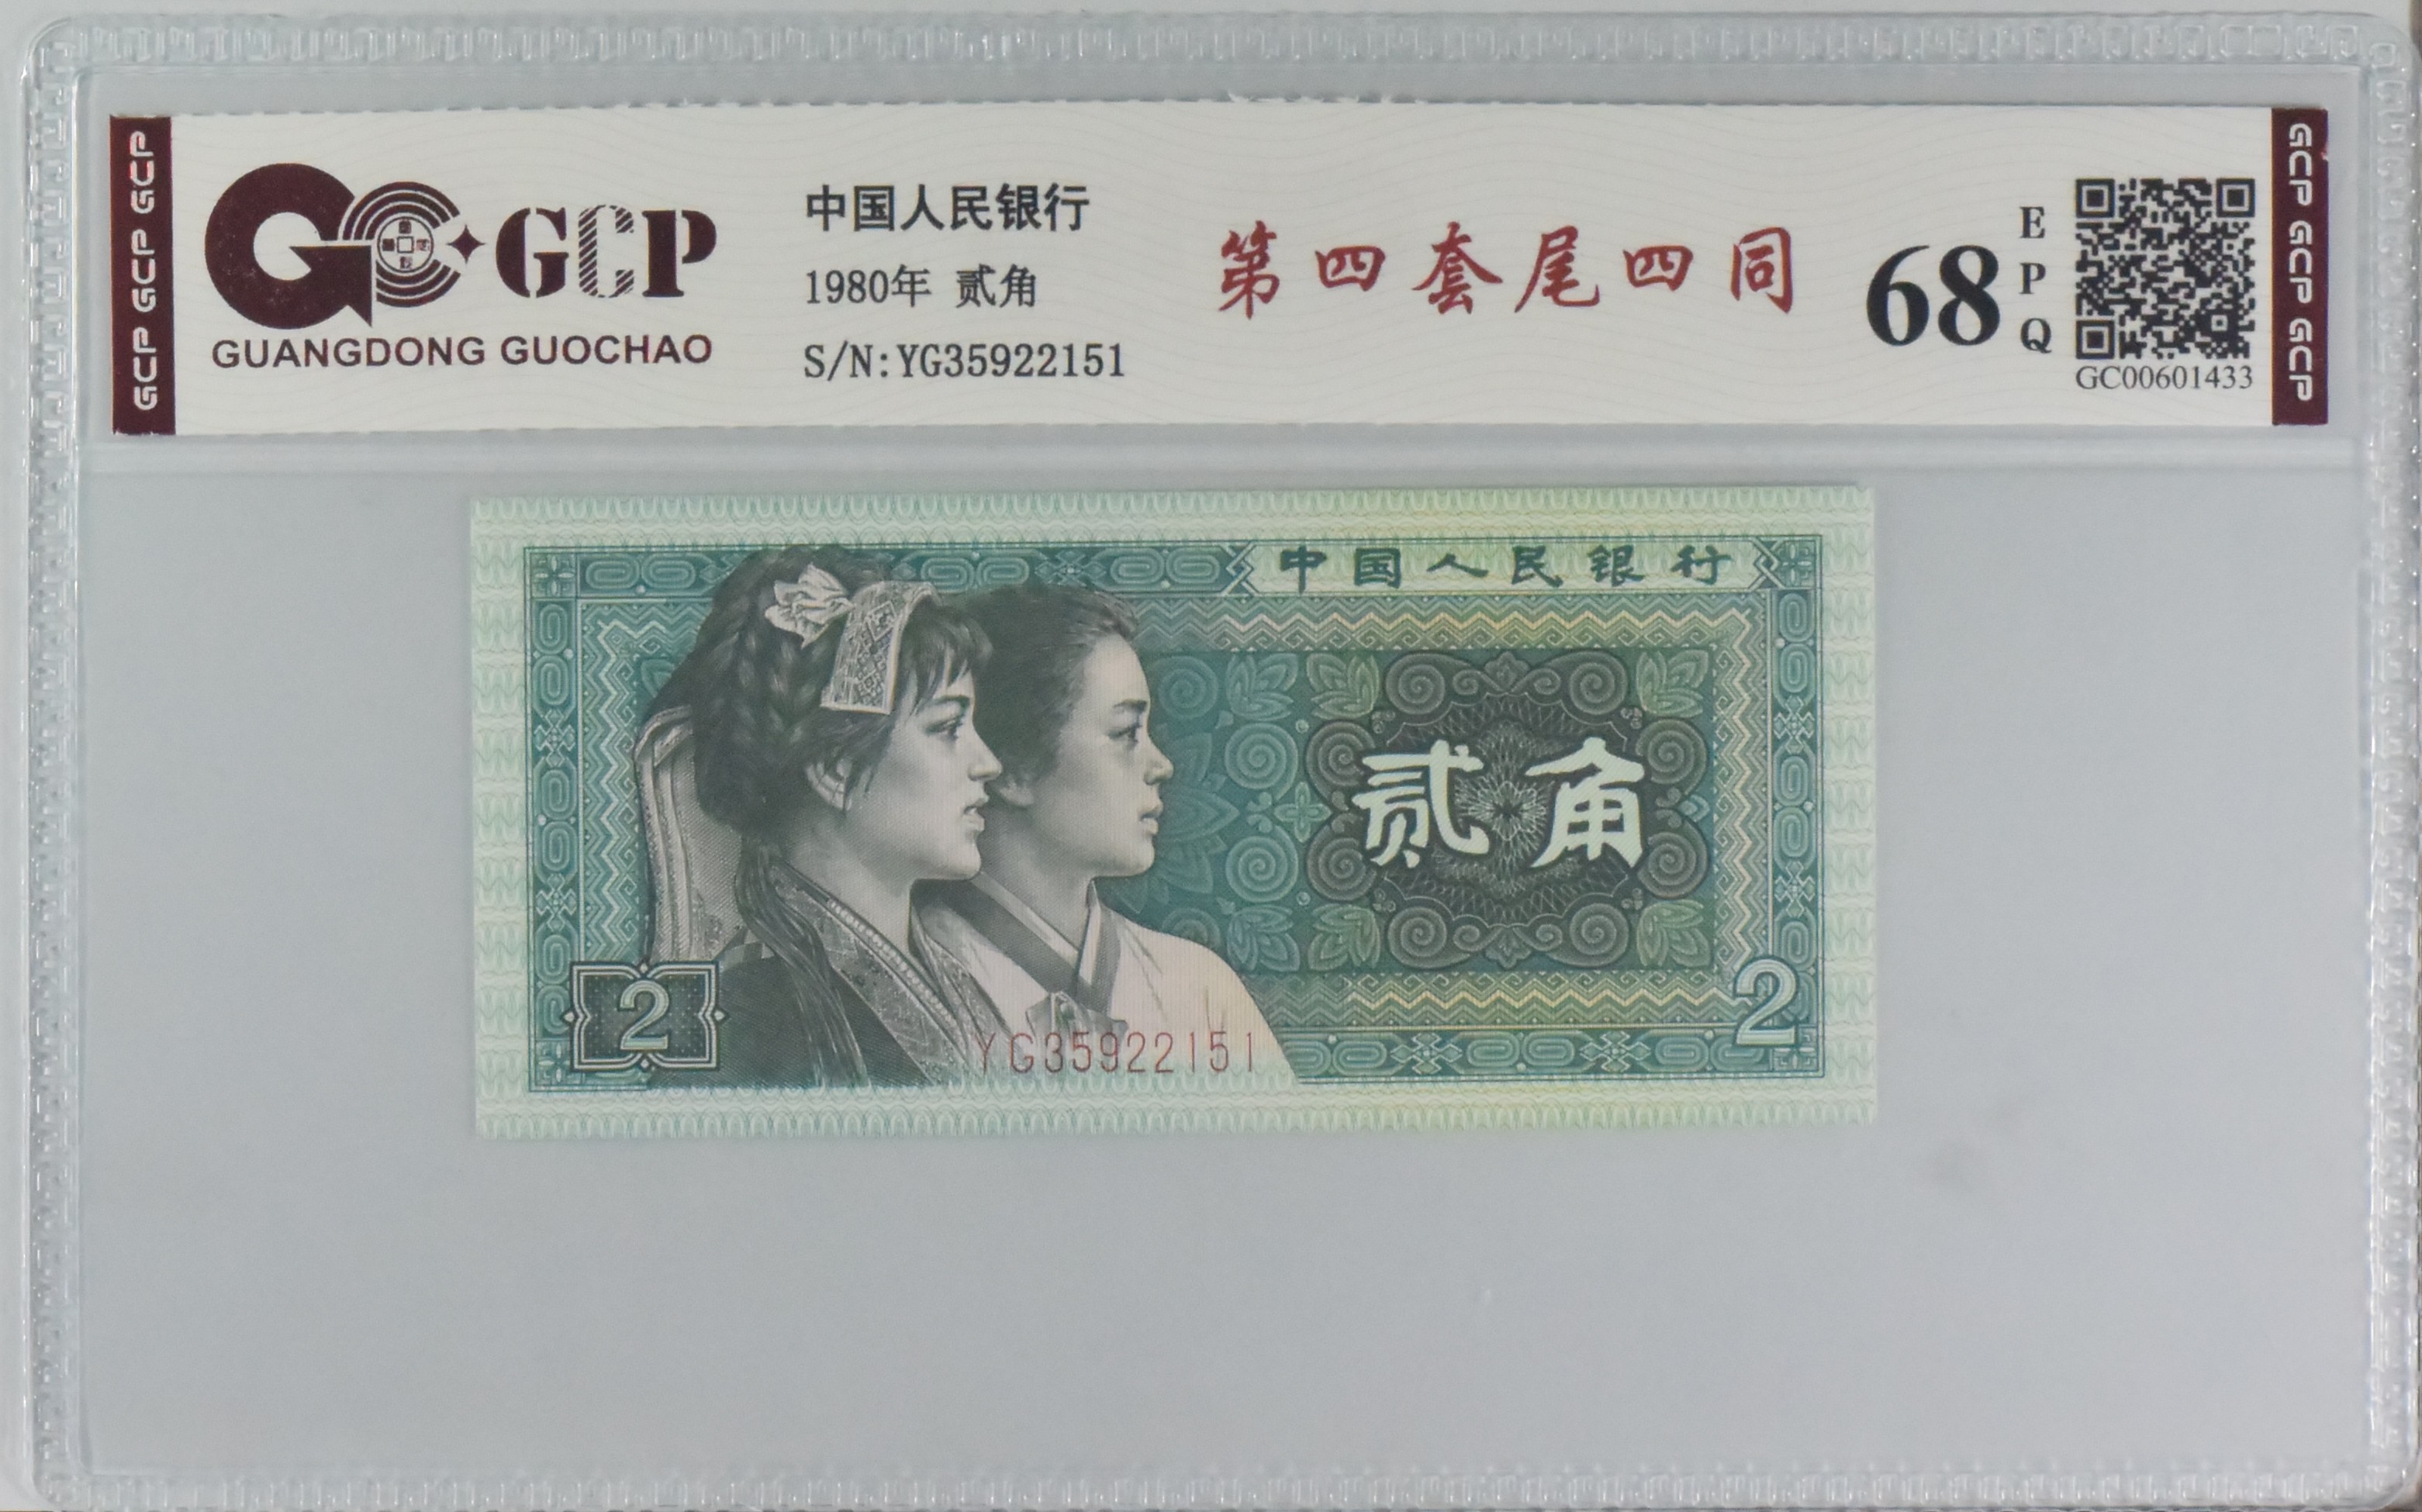 GCP GCP GCP
GCP
GUANGDONG GUOCHAO
中国人民银行
1980年 贰角
S/N:YG35922151
第四套尾四同
68
EPQ
GC00601433
GCP GCP GCP
中国人民银行
贰角
2
2
YG35922151